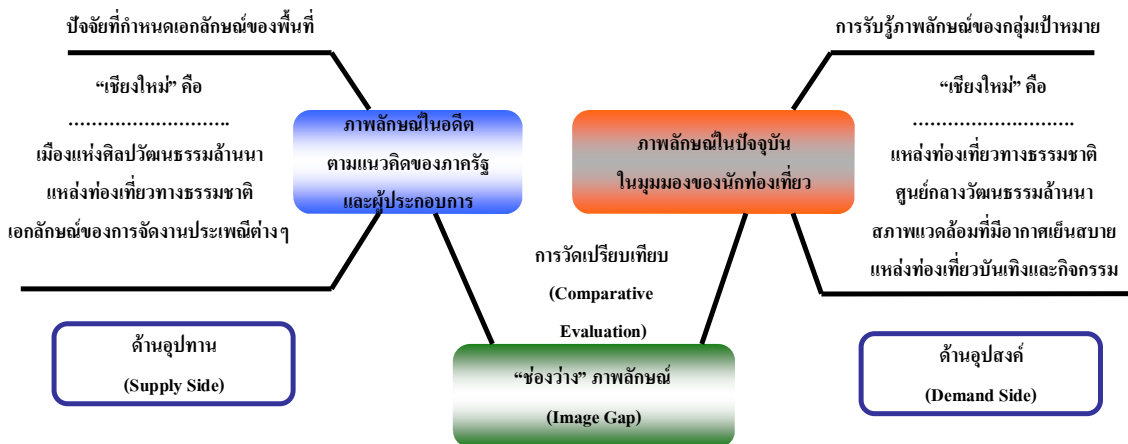 ปัจจัยที่กำหนดเอกลักษณ์ของพื้นที่
“เชียงใหม่” คือ
………………………..
เมืองแห่งศิลปวัฒนธรรมล้านนา
แหล่งท่องเที่ยวทางธรรมชาติ
เอกลักษณ์ของการจัดงานประเพณีต่างๆ
ด้านอุปทาน
(Supply Side)
ภาพลักษณ์ในอดีต
ตามแนวคิดของภาครัฐ
และผู้ประกอบการ
การวัดเปรียบเทียบ
(Comparative
Evaluation)
“ช่องว่าง” ภาพลักษณ์
(Image Gap)
ภาพลักษณ์ในปัจจุบัน
ในมุมมองของนักท่องเที่ยว
การรับรู้ภาพลักษณ์ของกลุ่มเป้าหมาย
“เชียงใหม่” คือ
………………………..
แหล่งท่องเที่ยวทางธรรมชาติ
ศูนย์กลางวัฒนธรรมล้านนา
สภาพแวดล้อมที่มีอากาศเย็นสบาย
แหล่งท่องเที่ยวบันเทิงและกิจกรรม
ด้านอุปสงค์
(Demand Side)